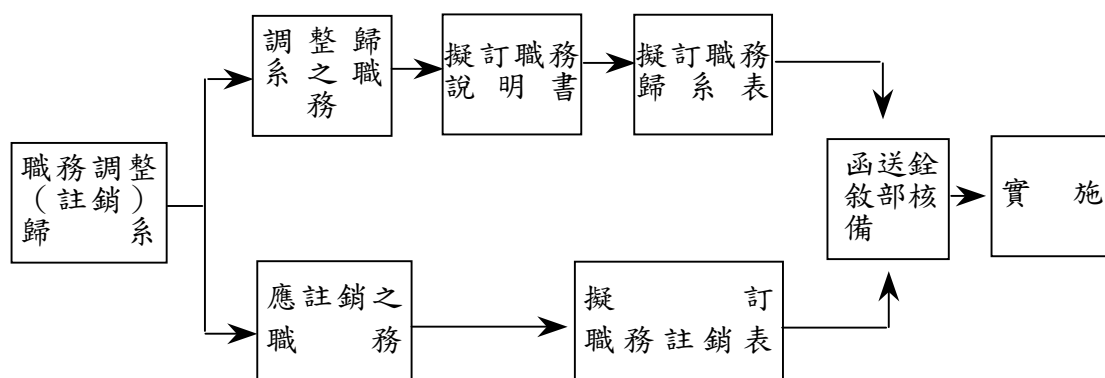 調整歸
系之職
務
擬訂職務
說明書
擬訂職務
歸系表
職務調整
（註銷）
歸系
函送銓
敘部核
備
實施
應註銷之
職務
擬訂
職務註銷表